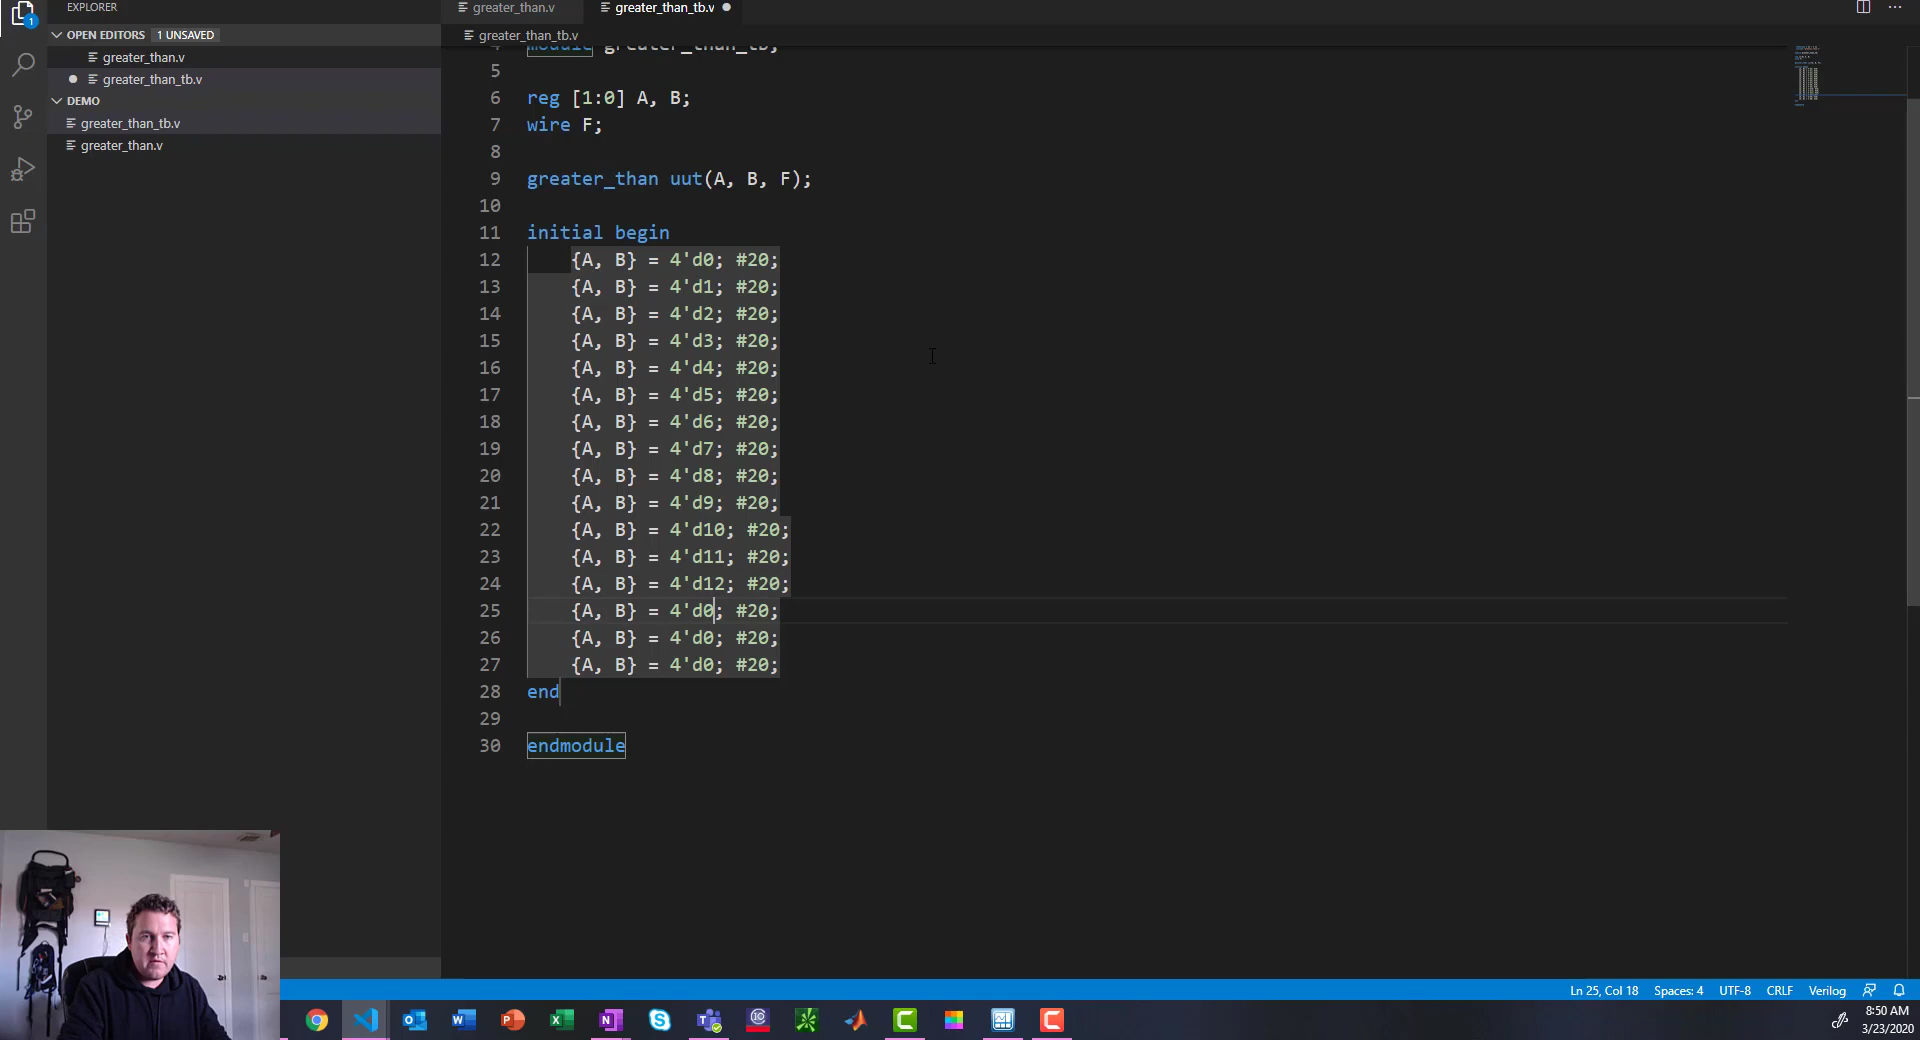 EXPLORER
greater_than.v
greater_than_tb.v
OPEN EDITORS 1 UNSAVED
greater_than_tb.v
greater_than.v
greater_than_tb.v
DEMO
greater_than_tb.v
greater_than.v
1
module greater_than_tb;
5
6 reg [1:0] A, B;
7 wire F;
8
9 greater_than uut(A, B, F);
10
11 initial begin
12 {A, B} = 4'd0; #20;
13 {A, B} = 4'd1; #20;
14 {A, B} = 4'd2; #20;
15 {A, B} = 4'd3; #20;
16 {A, B} = 4'd4; #20;
17 {A, B} = 4'd5; #20;
18 {A, B} = 4'd6; #20;
19 {A, B} = 4'd7; #20;
20 {A, B} = 4'd8; #20;
21 {A, B} = 4'd9; #20;
22 {A, B} = 4'd10; #20;
23 {A, B} = 4'd11; #20;
24 {A, B} = 4'd12; #20;
25 {A, B} = 4'd0; #20;
26 {A, B} = 4'd0; #20;
27 {A, B} = 4'd0; #20;
28 end
29
30 endmodule
Ln 25, Col 18 Spaces: 4 UTF-8 CRLF Verilog
8:50 AM
3/23/2020